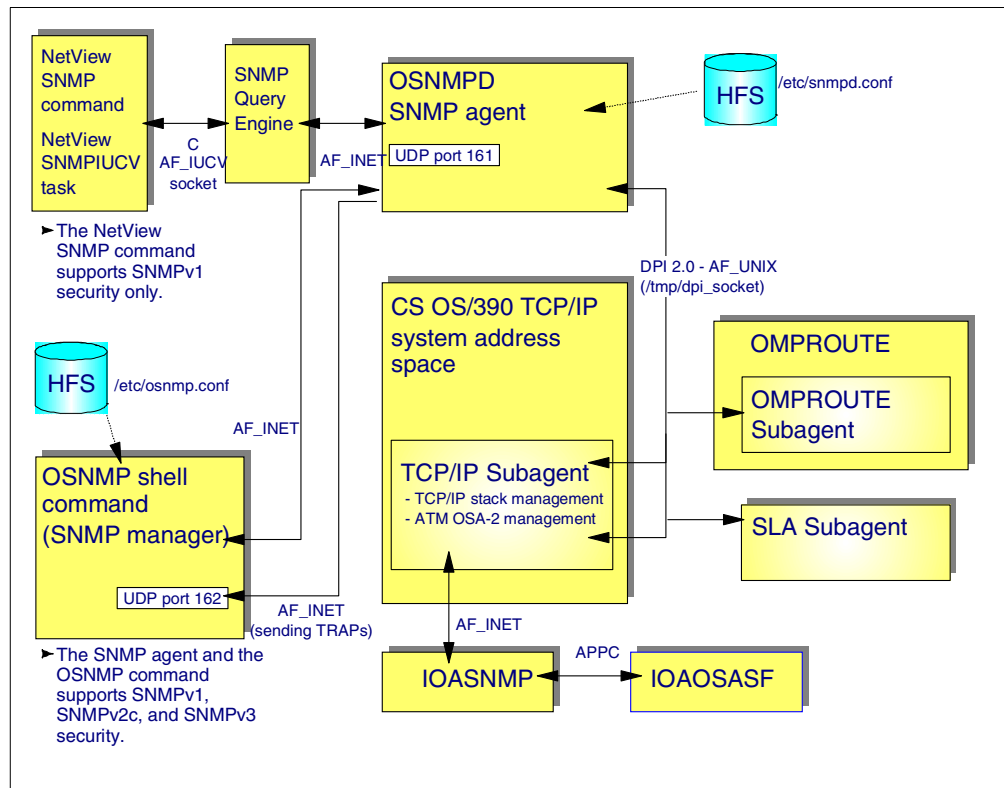 NetView
SNMP
command
NetView
SNMPIUCV
task
C
AF_IUCV
socket
SNMP
Query
Engine
AF_INET
OSNMPD
SNMP agent
UDP port 161
HFS
/etc/snmpd.conf
The NetView
SNMP command
supports SNMPv1
security only.
DPI 2.0 - AF_UNIX
(/tmp/dpi_socket)
CS OS/390 TCP/IP
system address
space
TCP/IP Subagent
- TCP/IP stack management
- ATM OSA-2 management
OMPROUTE
OMPROUTE
Subagent
SLA Subagent
HFS
/etc/osnmp.conf
AF_INET
OSNMP shell
command
(SNMP manager)
UDP port 162
AF_INET
(sending TRAPs)
AF_INET
The SNMP agent and the
OSNMP command
supports SNMPv1,
SNMPv2c, and SNMPv3
security.
IOASNMP
APPC
IOAOSASF